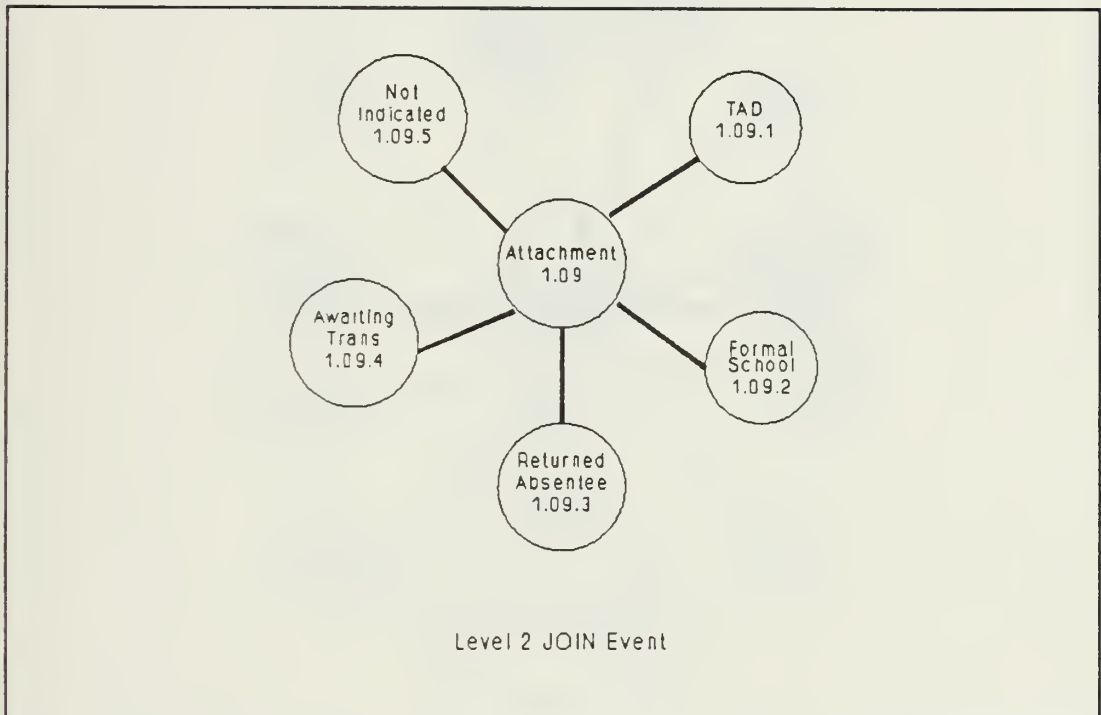 Not
Indicated
1.09.5
TAD
1.09.1
Attachment
1.09
Awaiting
Trans
1.09.4
Formal
School
1.09.2
Returned
Absentee
1.09.3
Level 2 JOIN Event